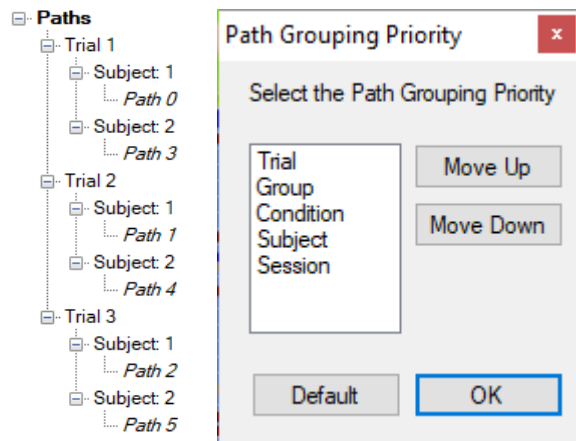 Paths
Trial 1
Subject: 1
Path 0
Subject: 2
Path 3
Trial 2
Subject: 1
Path 1
Subject: 2
Path 4
Trial 3
Subject: 1
Path 2
Subject: 2
Path 5
Path Grouping Priority
x
Select the Path Grouping Priority
Trial
Group
Condition
Subject
Session
Move Up
Move Down
Default
OK